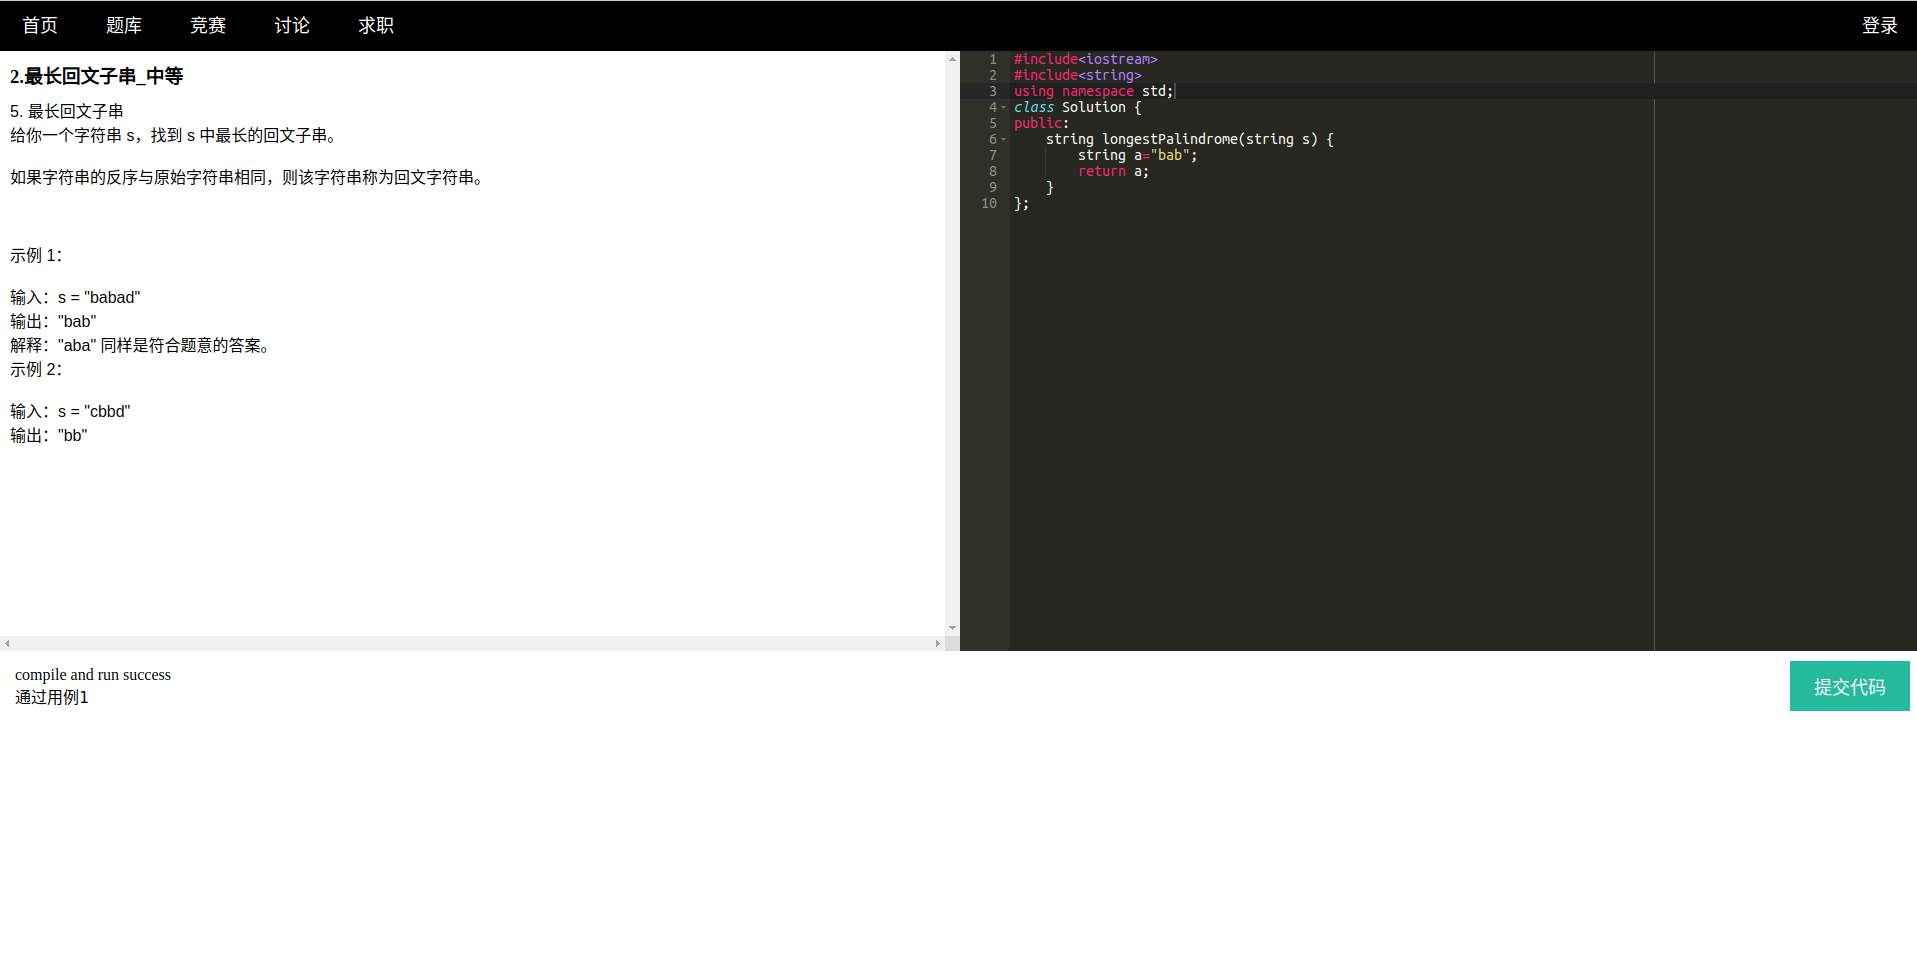 首页 题库 竞赛 讨论 求职 登录
2.最长回文子串_中等
5. 最长回文子串
给你一个字符串 s，找到 s 中最长的回文子串。
如果字符串的反序与原始字符串相同，则该字符串称为回文字符串。
示例 1：
输入：s = "babad"
输出："bab"
解释："aba" 同样是符合题意的答案。
示例 2：
输入：s = "cbbd"
输出："bb"
1 #include<iostream>
2 #include<string>
3 using namespace std;
4 class Solution {
5 public:
6     string longestPalindrome(string s) {
7         string a="bab";
8         return a;
9     }
10 };
compile and run success
通过用例1
提交代码